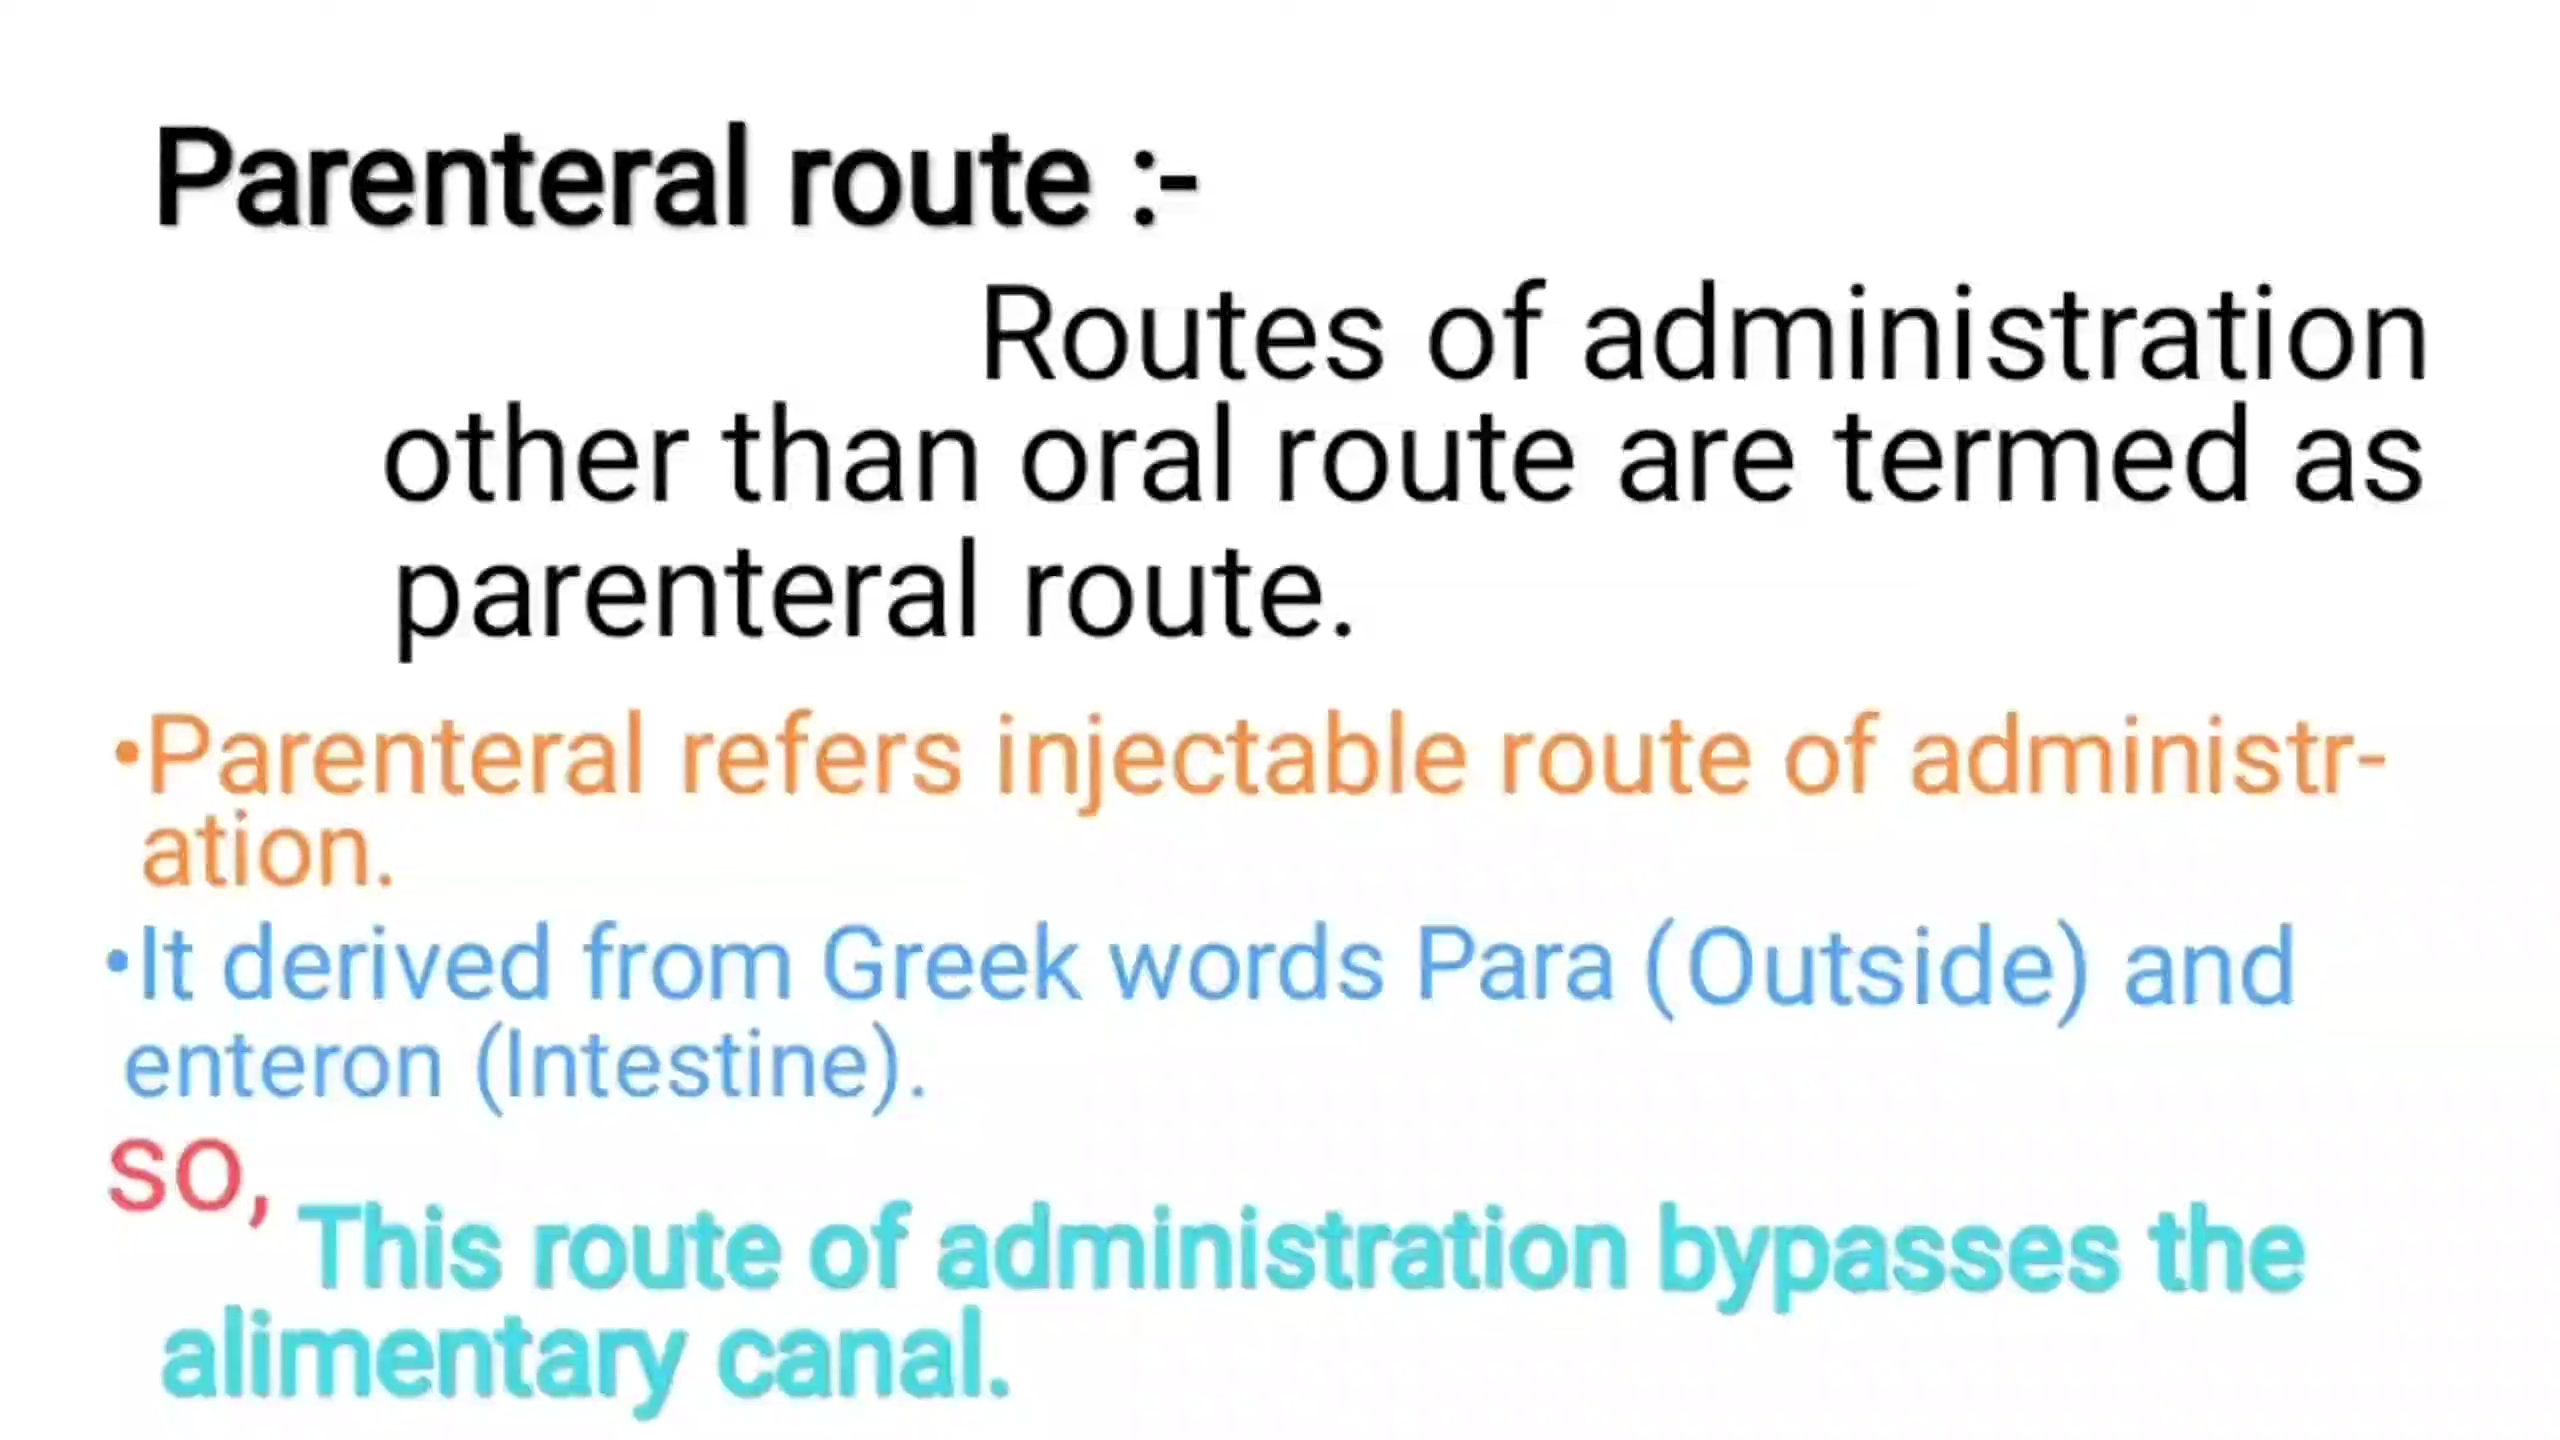 Parenteral route :-
Routes of administration
other than oral route are termed as
parenteral route.
•Parenteral refers injectable route of administr-
ation.
•It derived from Greek words Para (Outside) and
enteron (Intestine).
so,
This route of administration bypasses the
alimentary canal.